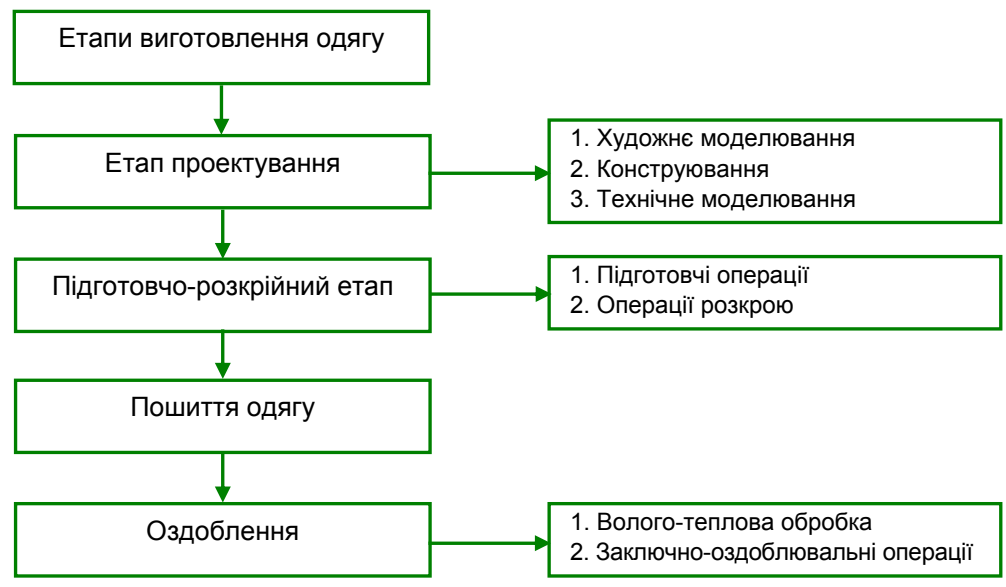 Етапи виготовлення одягу
Етап проектування
1. Художнє моделювання
2. Конструювання
3. Технічне моделювання
Підготовчо-розкрійний етап
1. Підготовчі операції
2. Операції розкрою
Пошиття одягу
Оздоблення
1. Волого-теплова обробка
2. Заключно-оздоблювальні операції